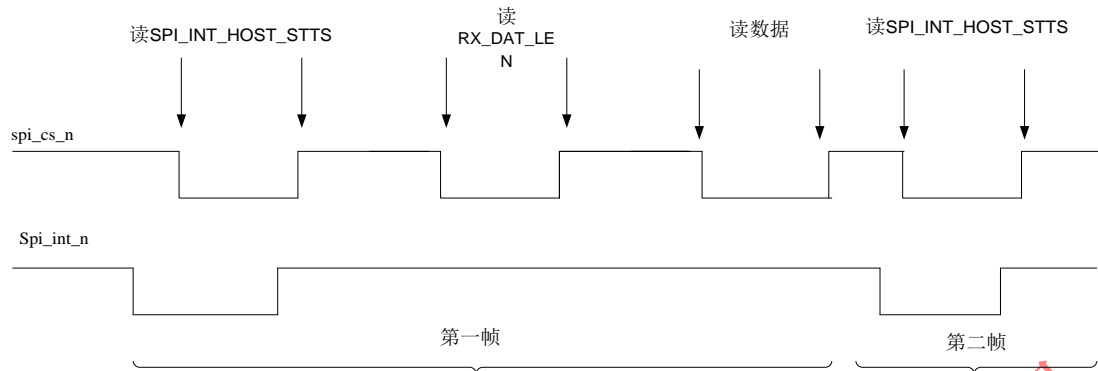 读SPI_INT_HOST_STTS
读
RX_DAT_LE
N
读数据
读SPI_INT_HOST_STTS
spi_cs_n
Spi_int_n
第一帧
第二帧